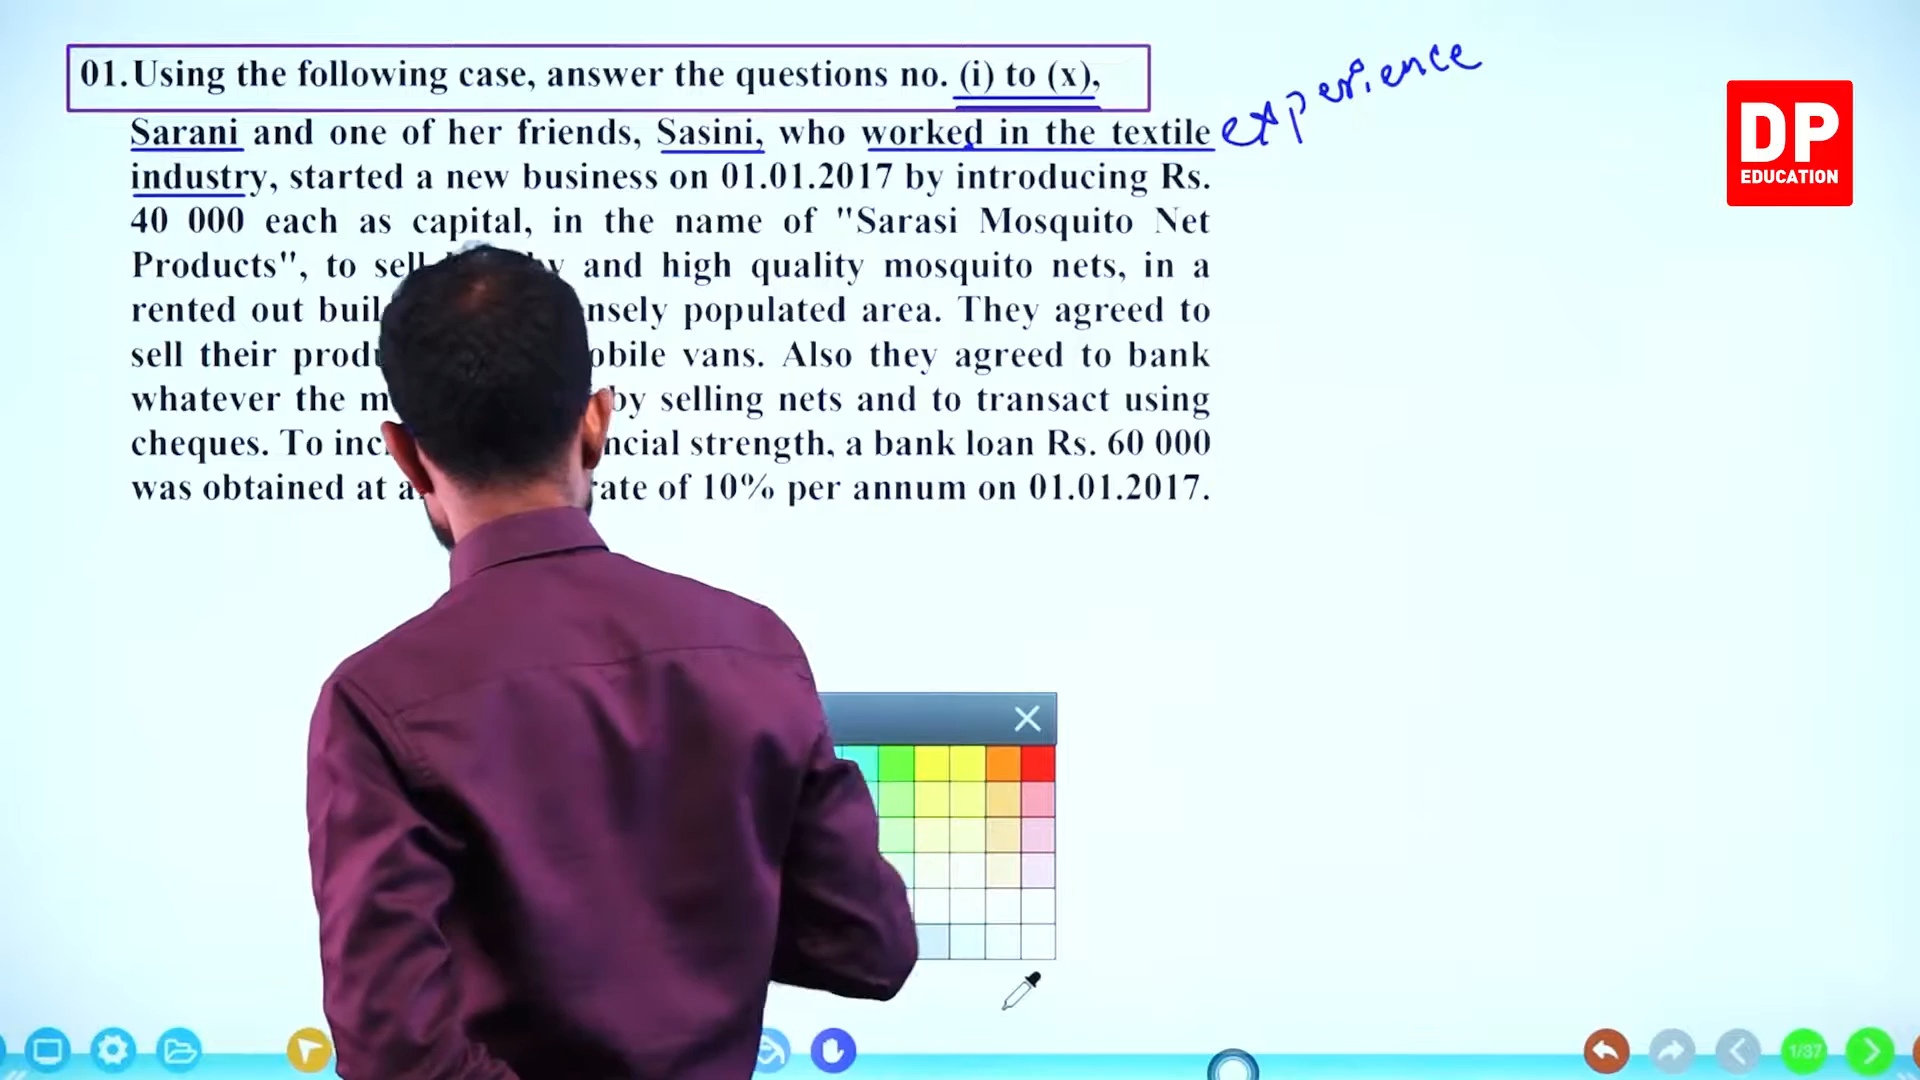 01. Using the following case, answer the questions no. (i) to (x),
experience
Sarani and one of her friends, Sasini, who worked in the textile
industry, started a new business on 01.01.2017 by introducing Rs.
40 000 each as capital, in the name of "Sarasi Mosquito Net
Products", to sell and high quality mosquito nets, in a
rented out populated area. They agreed to
sell their vans. Also they agreed to bank
whatever the by selling nets and to transact using
cheques. To strength, a bank loan Rs. 60 000
was obtained at of 10% per annum on 01.01.2017.
DP
EDUCATION
1/37